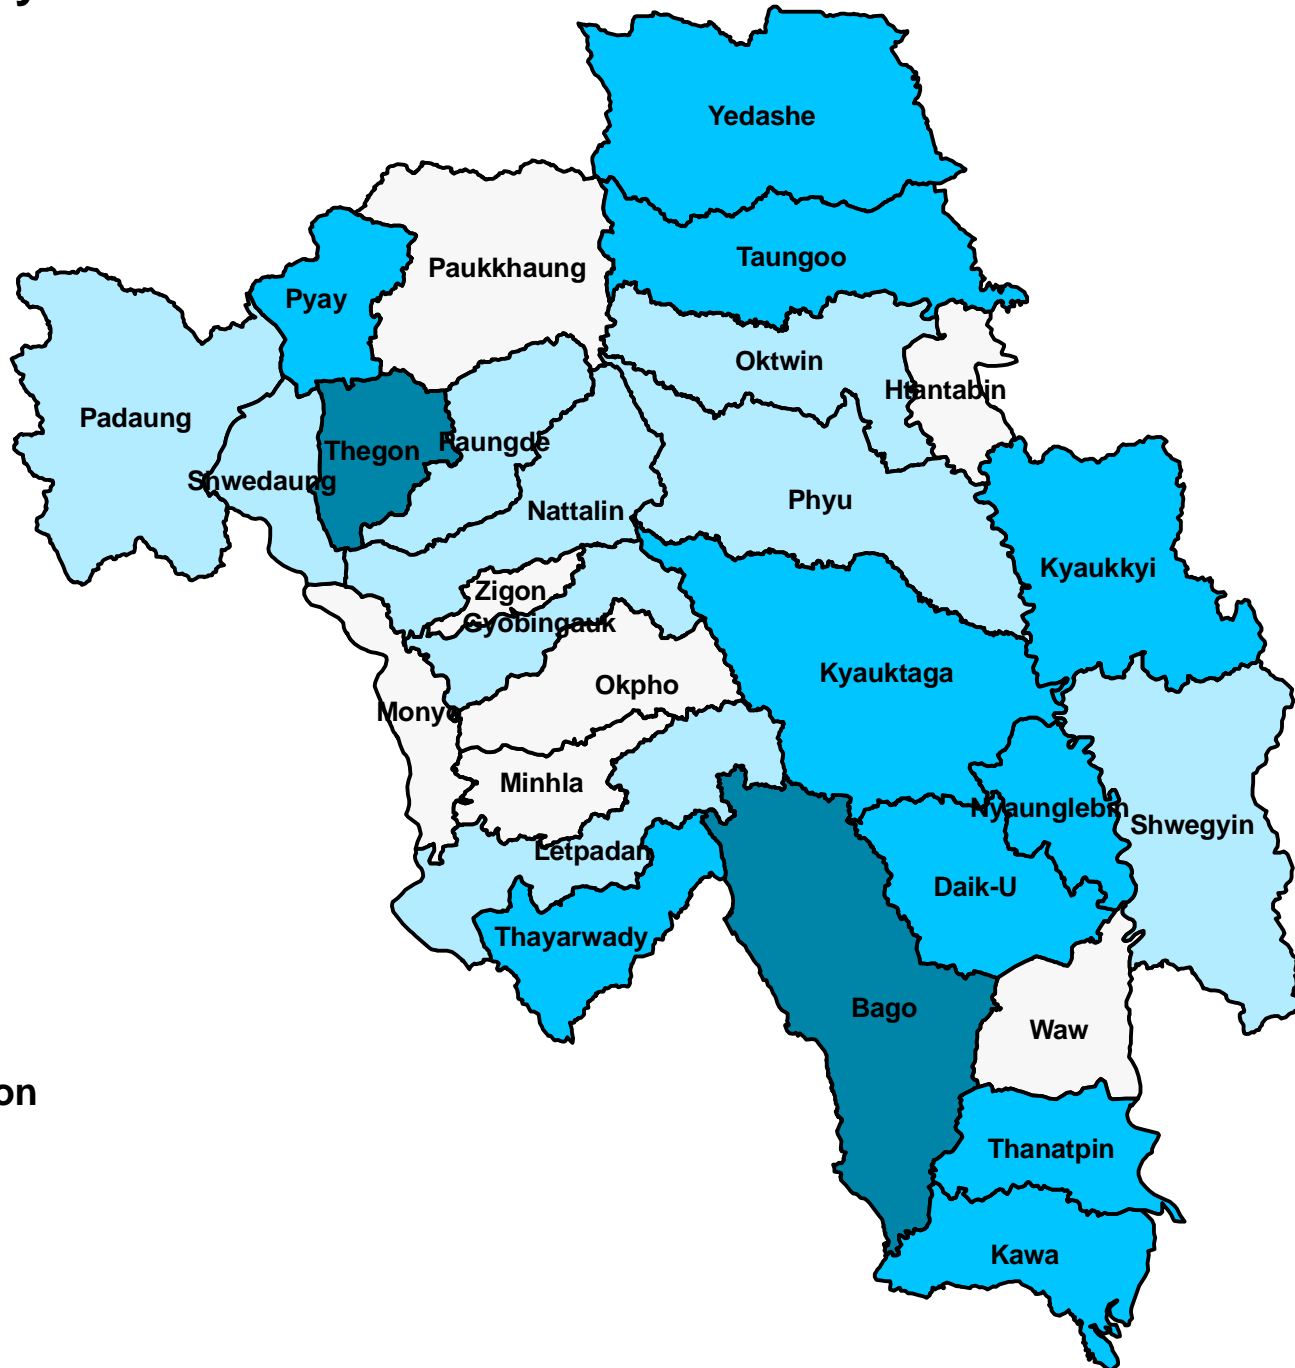 y
Yedashe
Taungoo
Paukkhaung
Pyay
Oktwin
Htantabin
Padaung
Thegon
Paungde
Shwedaung
Nattalin
Phyu
Kyaukkyi
Zigon
Gyobingauk
Okpho
Kyauktaga
Monyo
Minhla
Nyaunglebin
Shwegyin
Letpadan
Daik-U
Thayarwady
Bago
Waw
on
Thanatpin
Kawa